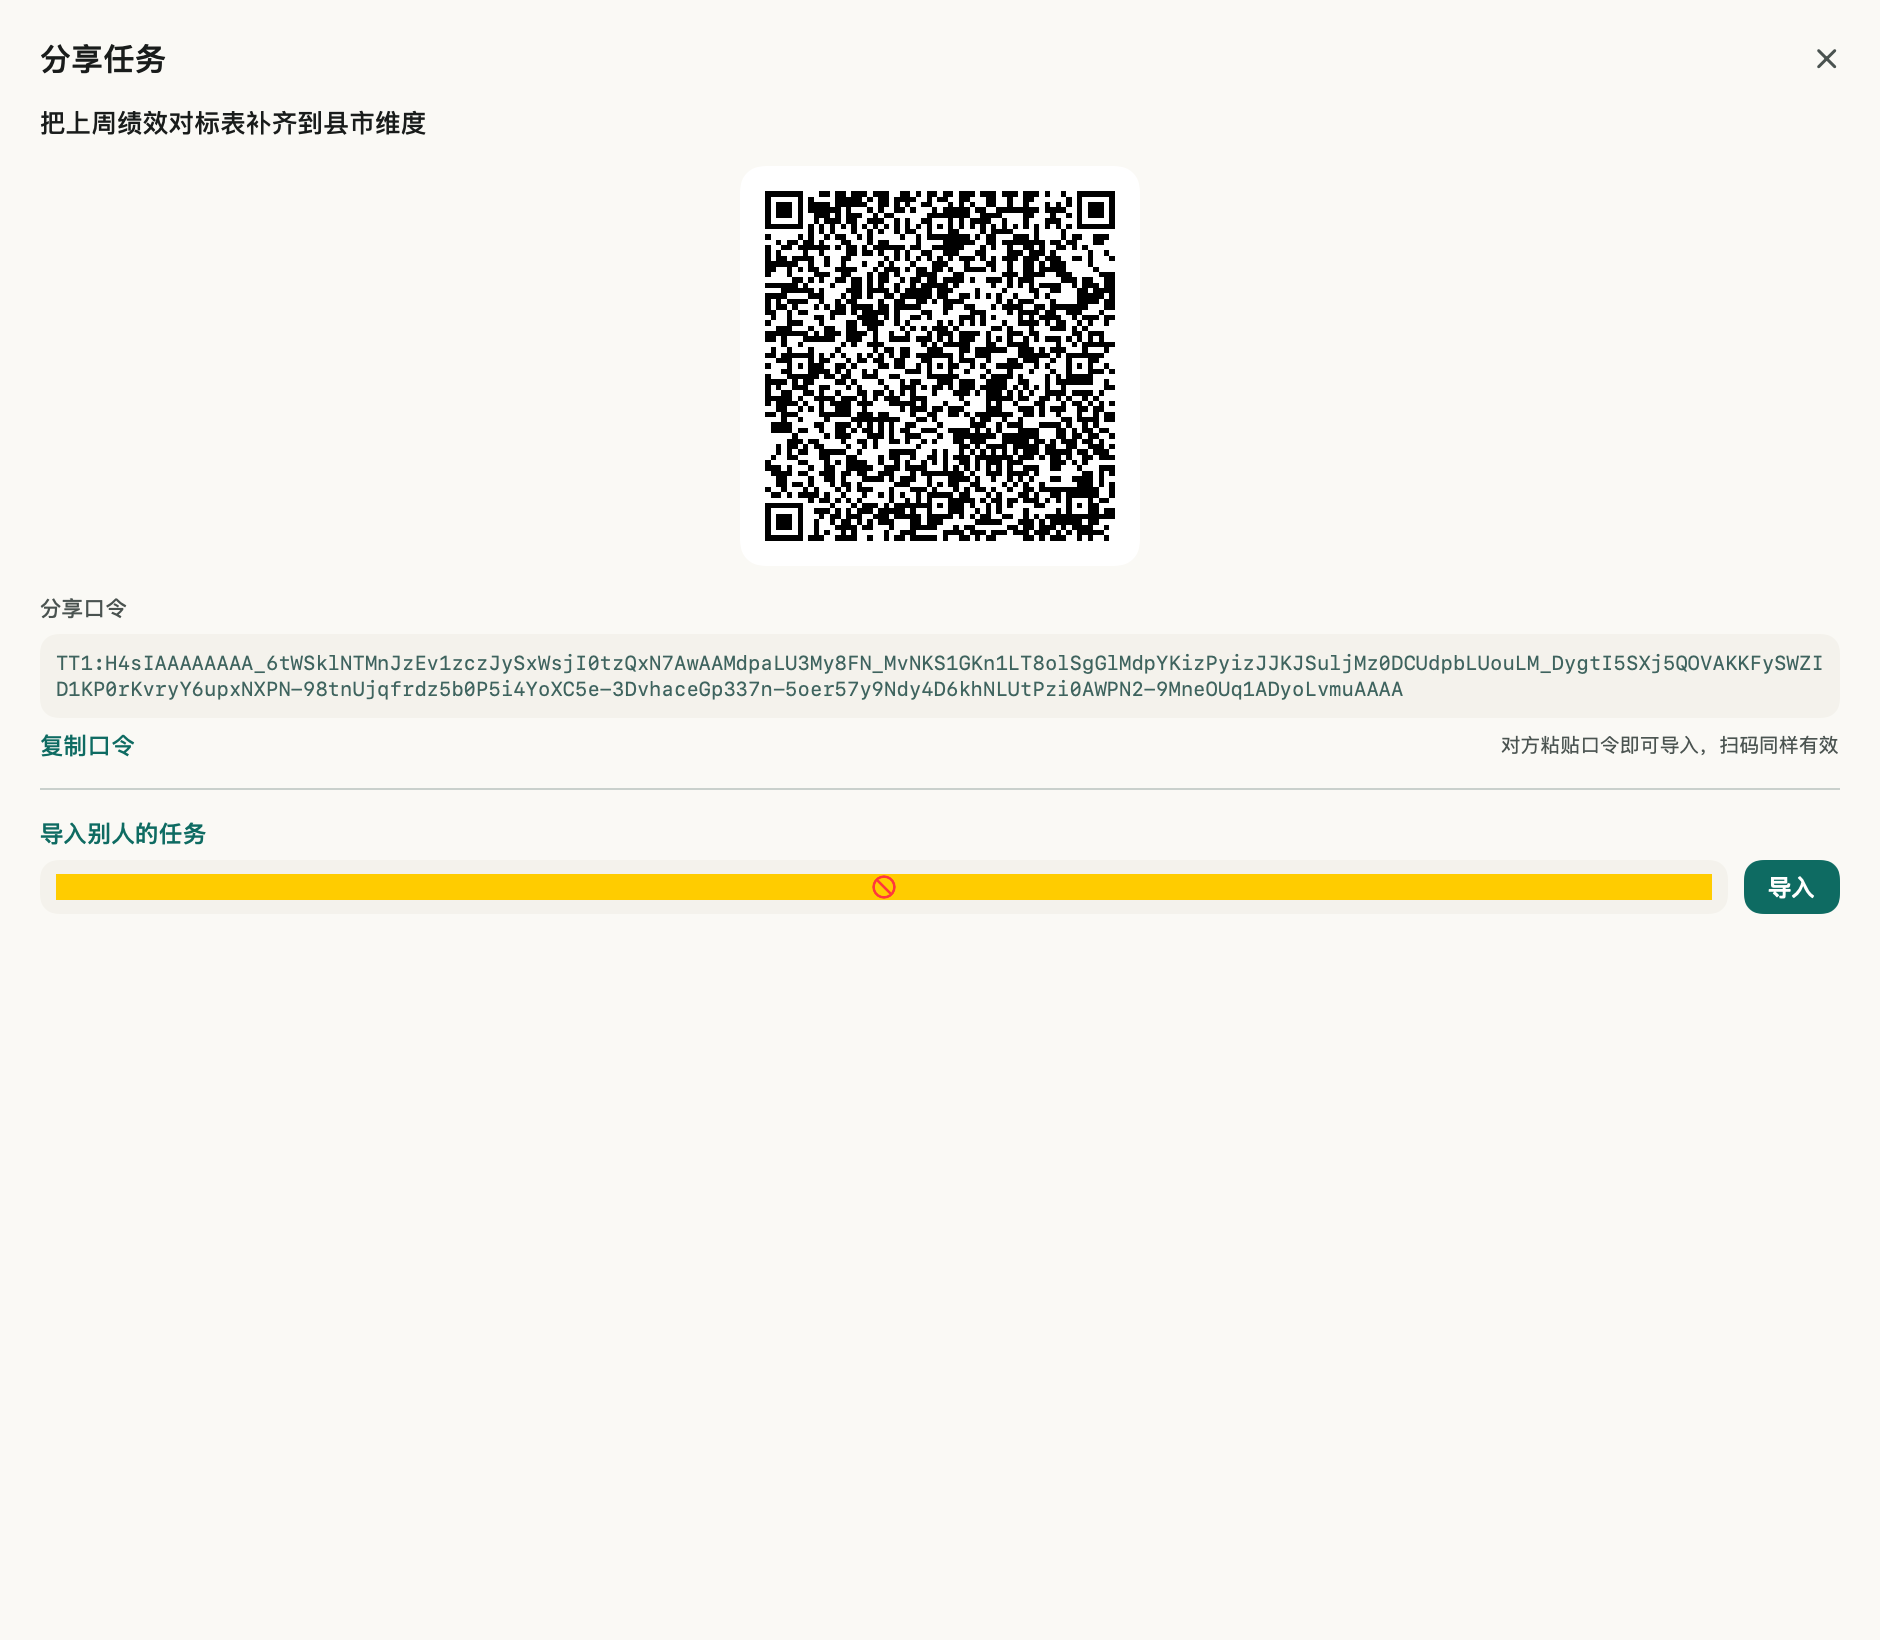 分享任务
把上周绩效对标表补齐到县市维度
分享口令
TT1:H4sIAAAAAAAA_6tWSklNTMnJzEv1zczJySxWsjI0tzQxN7AwAAMdpaLU3My8FN_MvNKS1GKn1LT8olSgGlMdpYKizPyizJJKJSuljMz0DCUdpbLUouLM_DygtI5SXj5QOVAKKFySWZI
D1KP0rKvryY6upxNXPN-98tnUjqfrdz5b0P5i4YoXC5e-3DvhaceGp337n-5oer57y9Ndy4D6khNLUtPzi0AWPN2-9MneOUq1ADyoLvmuAAAA
复制口令
对方粘贴口令即可导入，扫码同样有效
导入别人的任务
导入